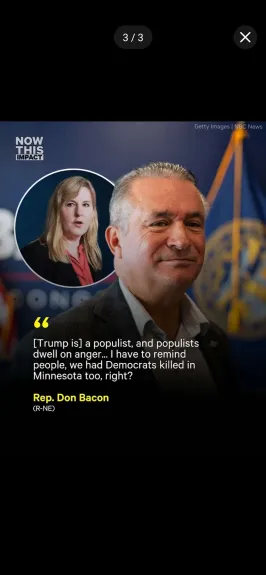 3 / 3
Getty Images / NBC News
NOW
THIS
IMPACT
“
[Trump is] a populist, and populists
dwell on anger... I have to remind
people, we had Democrats killed in
Minnesota too, right?
Rep. Don Bacon
(R-NE)